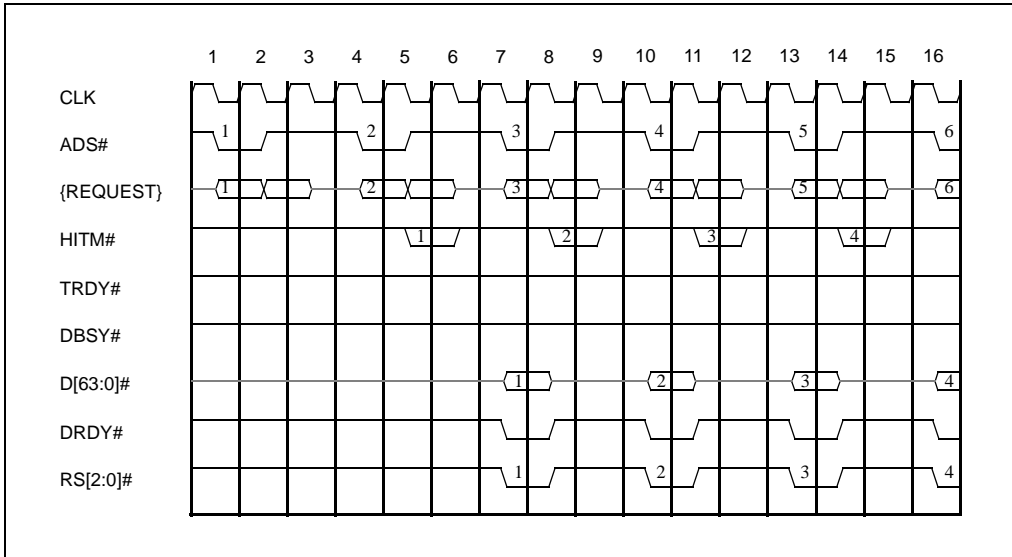 1 2 3 4 5 6 7 8 9 10 11 12 13 14 15 16
CLK
ADS# 1 2 3 4 5 6
{REQUEST} 1 2 3 4 5 6
HITM# 1 2 3 4
TRDY#
DBSY#
D[63:0]# 1 2 3 4
DRDY#
RS[2:0]# 1 2 3 4